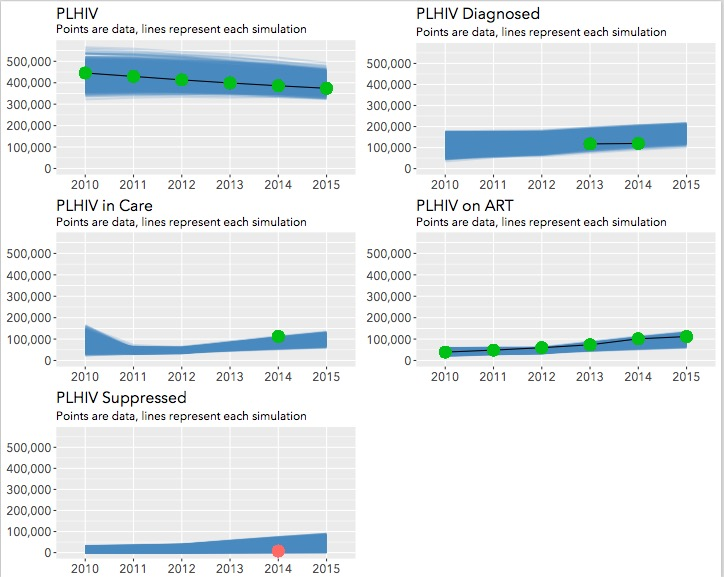 PLHIV
Points are data, lines represent each simulation
500,000
400,000
300,000
200,000
100,000
0
2010 2011 2012 2013 2014 2015
PLHIV Diagnosed
Points are data, lines represent each simulation
500,000
400,000
300,000
200,000
100,000
0
2010 2011 2012 2013 2014 2015
PLHIV in Care
Points are data, lines represent each simulation
500,000
400,000
300,000
200,000
100,000
0
2010 2011 2012 2013 2014 2015
PLHIV on ART
Points are data, lines represent each simulation
500,000
400,000
300,000
200,000
100,000
0
2010 2011 2012 2013 2014 2015
PLHIV Suppressed
Points are data, lines represent each simulation
500,000
400,000
300,000
200,000
100,000
0
2010 2011 2012 2013 2014 2015